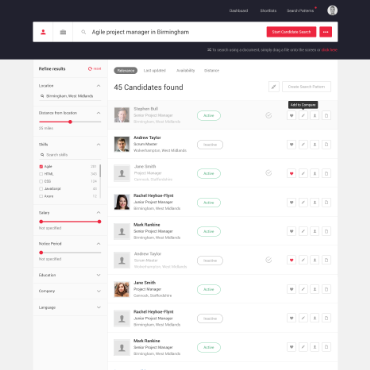 Dashboard Shortlists Search Patterns
Agile project manager in Birmingham
Start Candidate Search
Refine results
Relevance Last updated Availability Distance
Location
Birmingham, West Midlands
45 Candidates found
Create Search Pattern
Distance from location
Add to Compare
Stephen Bull
Senior Project Manager
Birmingham, West Midlands
Active
Skills
Search skills
Andrew Taylor
Scrum Master
Wolverhampton, West Midlands
Inactive
HTML
CSS
JavaScript
Jane Smith
Project Manager
Cannock, Staffordshire
Active
Salary
Not specified
Rachel Heyhoe-Flynt
Junior Project Manager
Birmingham, West Midlands
Active
Notice Period
Not specified
Mark Rankine
Senior Project Manager
Birmingham, West Midlands
Active
Education
Andrew Taylor
Scrum Master
Wolverhampton, West Midlands
Inactive
Company
Jane Smith
Project Manager
Cannock, Staffordshire
Active
Language
Rachel Heyhoe-Flynt
Junior Project Manager
Birmingham, West Midlands
Inactive
Mark Rankine
Senior Project Manager
Birmingham, West Midlands
Active